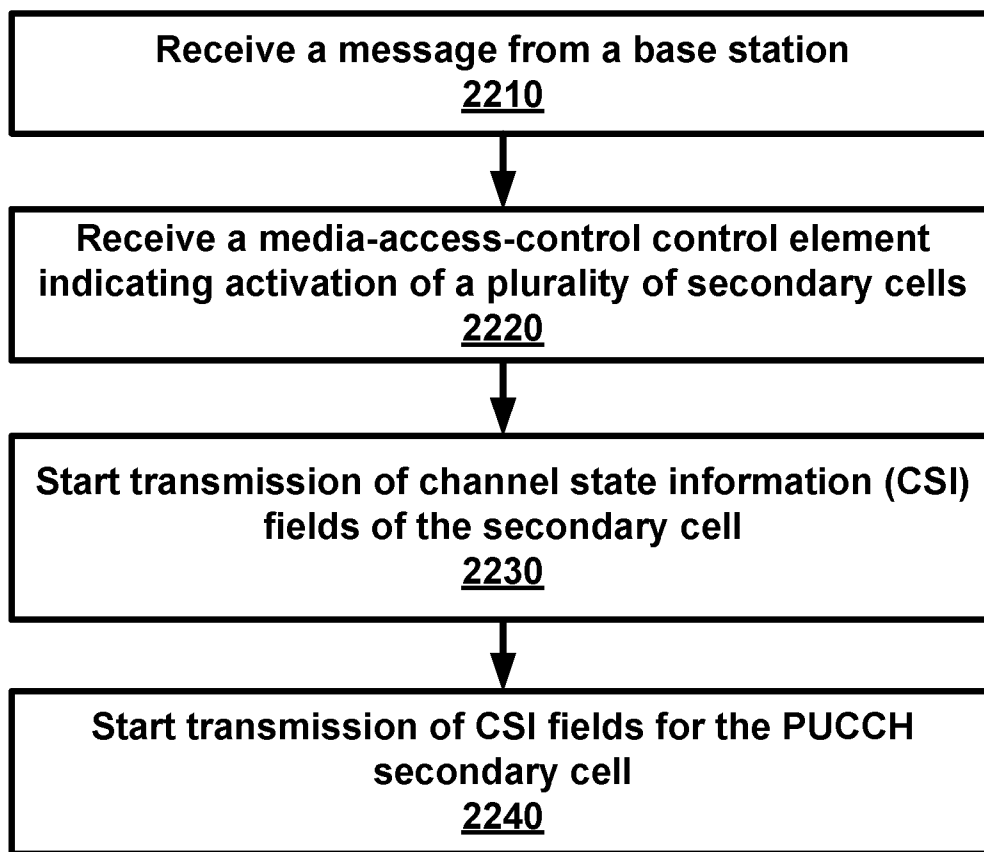 Receive a message from a base station
2210
Receive a media-access-control control element
indicating activation of a plurality of secondary cells
2220
Start transmission of channel state information (CSI)
fields of the secondary cell
2230
Start transmission of CSI fields for the PUCCH
secondary cell
2240